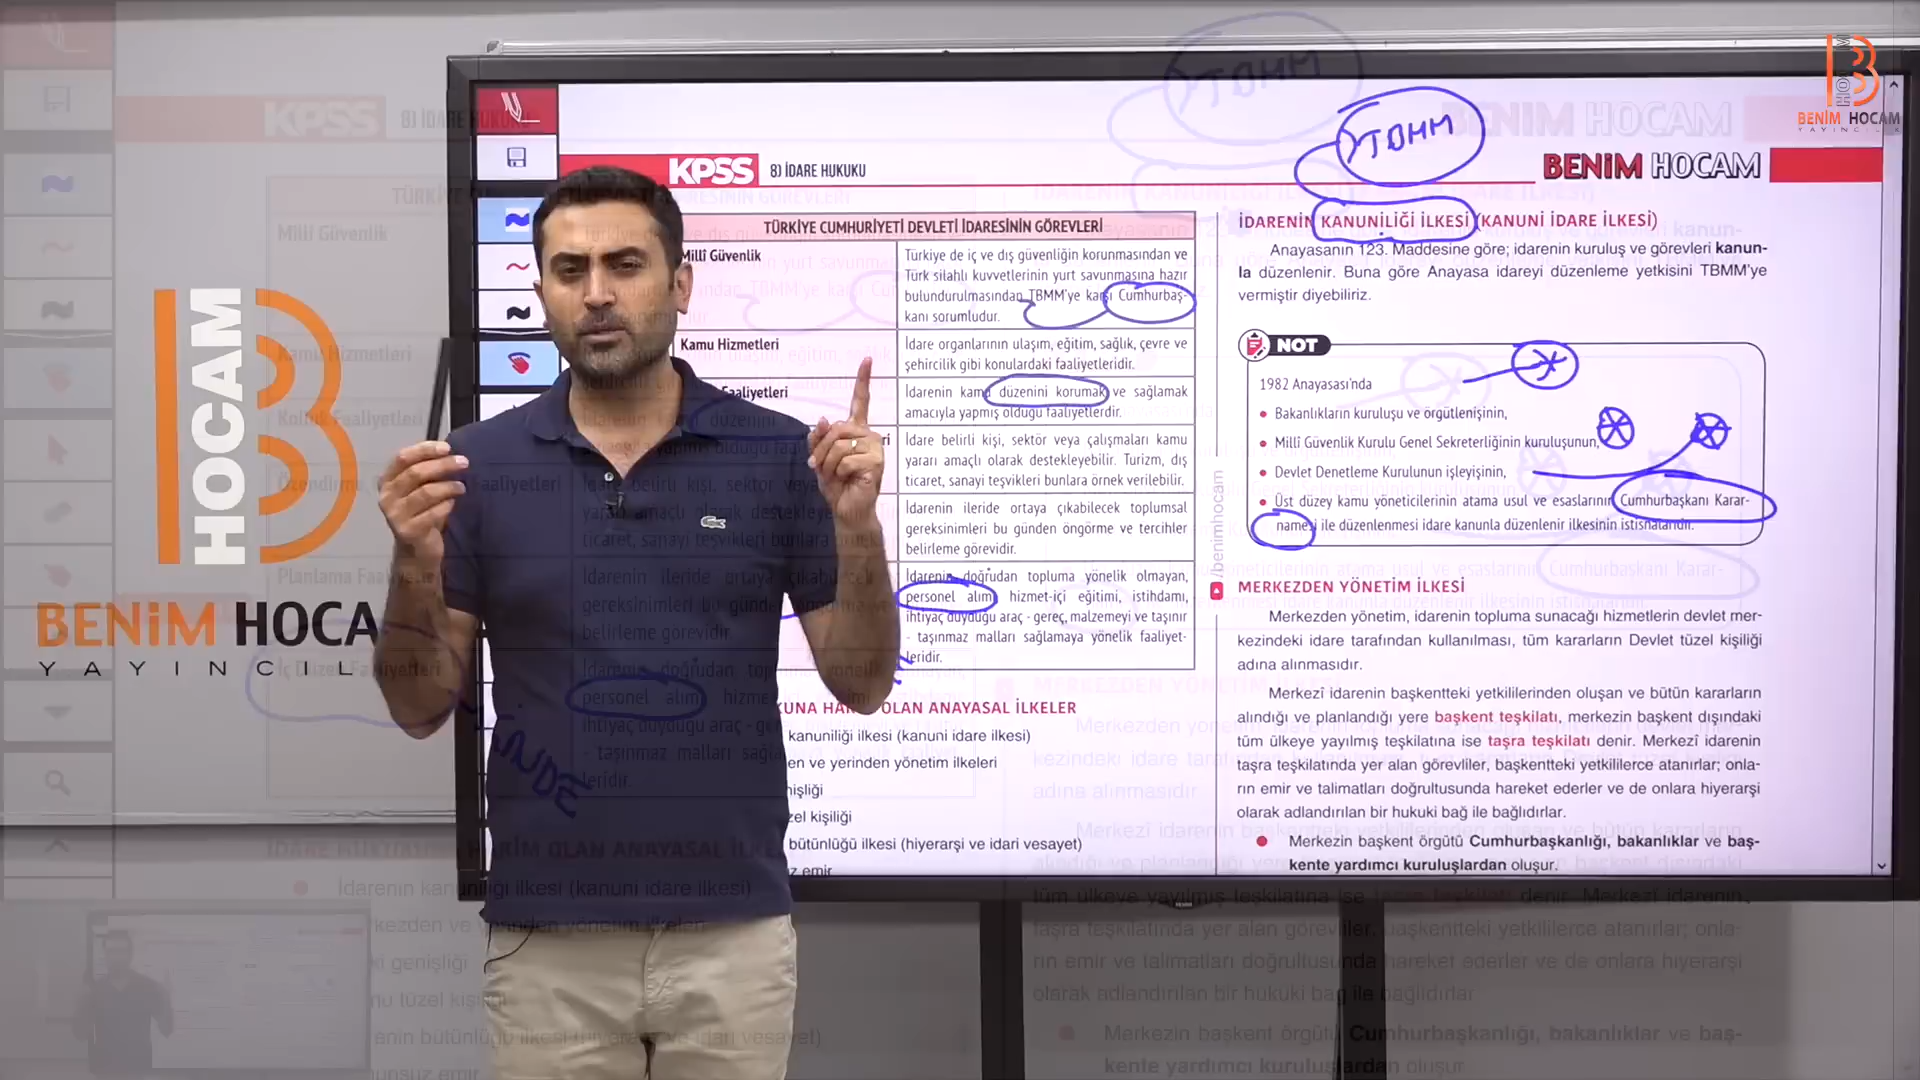 TBMM
BENİM HOCAM
YAYINCILIK
KPSS
8) İDARE HUKUKU
BENİM HOCAM
TÜRKİYE CUMHURİYETİ DEVLETİ İDARESİNİN GÖREVLERİ
Millî Güvenlik
Türkiye de iç ve dış güvenliğin korunmasından ve
Türk silahlı kuvvetlerinin yurt savunmasına hazır
bulundurulmasından TBMM'ye karşı Cumhurbaş-
kanı sorumludur.
Kamu Hizmetleri
İdare organlarının ulaşım, eğitim, sağlık, çevre ve
şehircilik gibi konulardaki faaliyetleridir.
Faaliyetleri
İdarenin kamu düzenini korumak ve sağlamak
amacıyla yapmış olduğu faaliyetlerdir.
İdare belirli kişi, sektör veya çalışmaları kamu
yararı amaçlı olarak destekleyebilir. Turizm, dış
ticaret, sanayi teşvikleri bunlara örnek verilebilir.
İdarenin ileride ortaya çıkabilecek toplumsal
gereksinimleri bu günden öngörme ve tercihler
belirleme görevidir.
İdarenin doğrudan topluma yönelik olmayan,
personel alım hizmet-içi eğitimi, istihdamı,
ihtiyaç duyduğu araç - gereç, malzemeyi ve taşınır
- taşınmaz malları sağlamaya yönelik faaliyet-
leridir.
OLAN ANAYASAL İLKELER
kanuniliği ilkesi (kanuni idare ilkesi)
en ve yerinden yönetim ilkeleri
nişliği
zel kişiliği
bütünlüğü ilkesi (hiyerarşi ve idari vesayet)
z emir
İDARENİN KANUNİLİĞİ İLKESİ (KANUNİ İDARE İLKESİ)
Anayasanın 123. Maddesine göre; idarenin kuruluş ve görevleri kanun-
la düzenlenir. Buna göre Anayasa idareyi düzenleme yetkisini TBMM'ye
vermiştir diyebiliriz.
NOT
1982 Anayasası'nda
• Bakanlıkların kuruluşu ve örgütlenişinin,
• Millî Güvenlik Kurulu Genel Sekreterliğinin kuruluşunun,
• Devlet Denetleme Kurulunun işleyişinin,
• Üst düzey kamu yöneticilerinin atama usul ve esaslarının Cumhurbaşkanı Karar-
namesi ile düzenlenmesi idare kanunla düzenlenir ilkesinin istisnalarıdır.
/benimhocam
MERKEZDEN YÖNETİM İLKESİ
Merkezden yönetim, idarenin topluma sunacağı hizmetlerin devlet mer-
kezindeki idare tarafından kullanılması, tüm kararların Devlet tüzel kişiliği
adına alınmasıdır.
Merkezî idarenin başkentteki yetkililerinden oluşan ve bütün kararların
alındığı ve planlandığı yere başkent teşkilatı, merkezin başkent dışındaki
tüm ülkeye yayılmış teşkilatına ise taşra teşkilatı denir. Merkezî idarenin
taşra teşkilatında yer alan görevliler, başkentteki yetkililerce atanırlar; onla-
rın emir ve talimatları doğrultusunda hareket ederler ve de onlara hiyerarşi
olarak adlandırılan bir hukuki bağ ile bağlıdırlar.
• Merkezin başkent örgütü Cumhurbaşkanlığı, bakanlıklar ve baş-
kente yardımcı kuruluşlardan oluşur.
HOCAM
BENİM HOCA
YAYINCIL